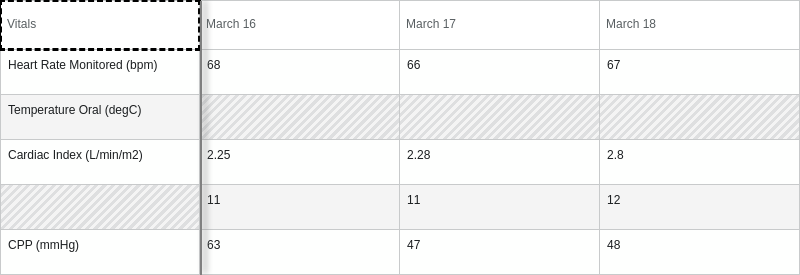 Vitals March 16 March 17 March 18
Heart Rate Monitored (bpm) 68 66 67
Temperature Oral (degC)
Cardiac Index (L/min/m2) 2.25 2.28 2.8
11 11 12
CPP (mmHg) 63 47 48